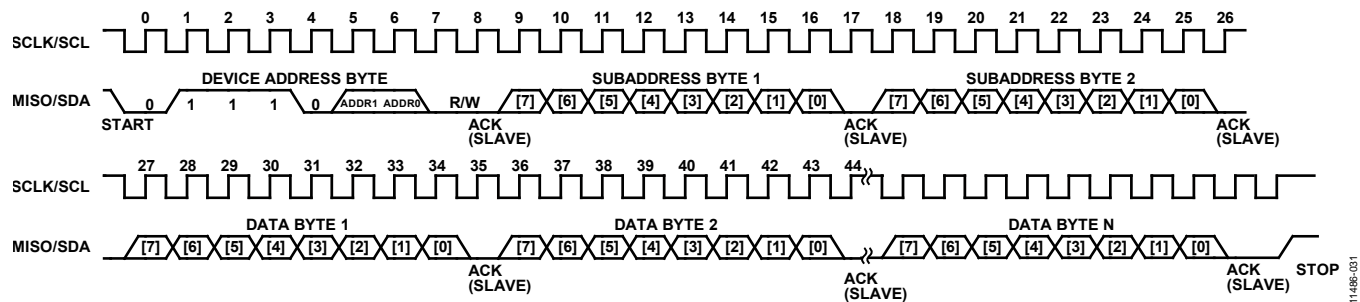 0 1 2 3 4 5 6 7 8 9 10 11 12 13 14 15 16 17 18 19 20 21 22 23 24 25 26
SCLK/SCL
DEVICE ADDRESS BYTE SUBADDRESS BYTE 1 SUBADDRESS BYTE 2
MISO/SDA 0 1 1 1 0 ADDR1 ADDR0 R/W [7] [6] [5] [4] [3] [2] [1] [0] [7] [6] [5] [4] [3] [2] [1] [0]
START ACK (SLAVE) ACK (SLAVE) ACK (SLAVE)
27 28 29 30 31 32 33 34 35 36 37 38 39 40 41 42 43 44
SCLK/SCL
DATA BYTE 1 DATA BYTE 2 DATA BYTE N
MISO/SDA [7] [6] [5] [4] [3] [2] [1] [0] [7] [6] [5] [4] [3] [2] [1] [0] [7] [6] [5] [4] [3] [2] [1] [0]
ACK (SLAVE) ACK (SLAVE) ACK (SLAVE) STOP
11486-031